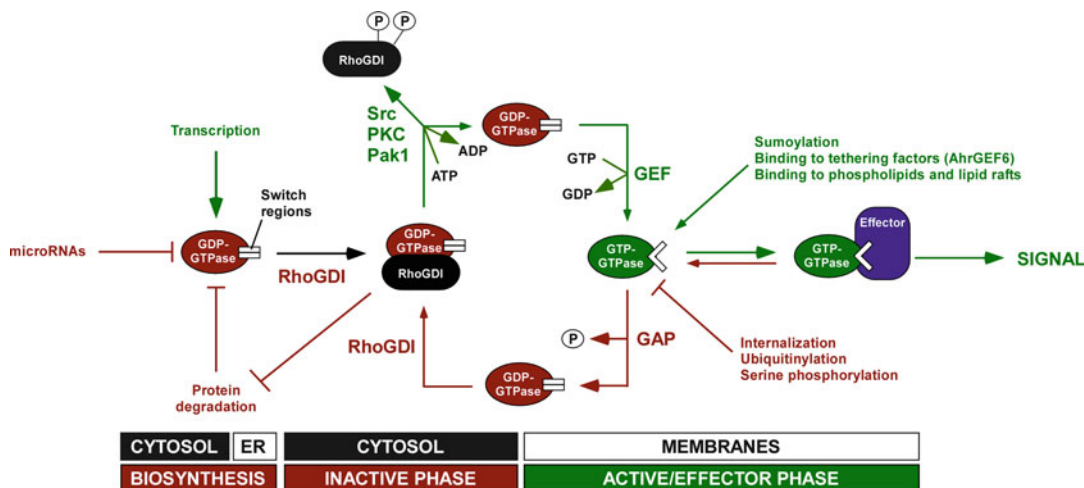 P
P
RhoGDI
Src
PKC
Pak1
ADP
ATP
GDP-
GTPase
Transcription
GTP
GDP
GEF
Sumoylation
Binding to tethering factors (AhrGEF6)
Binding to phospholipids and lipid rafts
Switch
regions
microRNAs
GDP-
GTPase
RhoGDI
GDP-
GTPase
RhoGDI
GTP-
GTPase
Effector
GTP-
GTPase
SIGNAL
RhoGDI
P
GAP
Internalization
Ubiquitinylation
Serine phosphorylation
Protein
degradation
GDP-
GTPase
CYTOSOL
ER
CYTOSOL
MEMBRANES
BIOSYNTHESIS
INACTIVE PHASE
ACTIVE/EFFECTOR PHASE